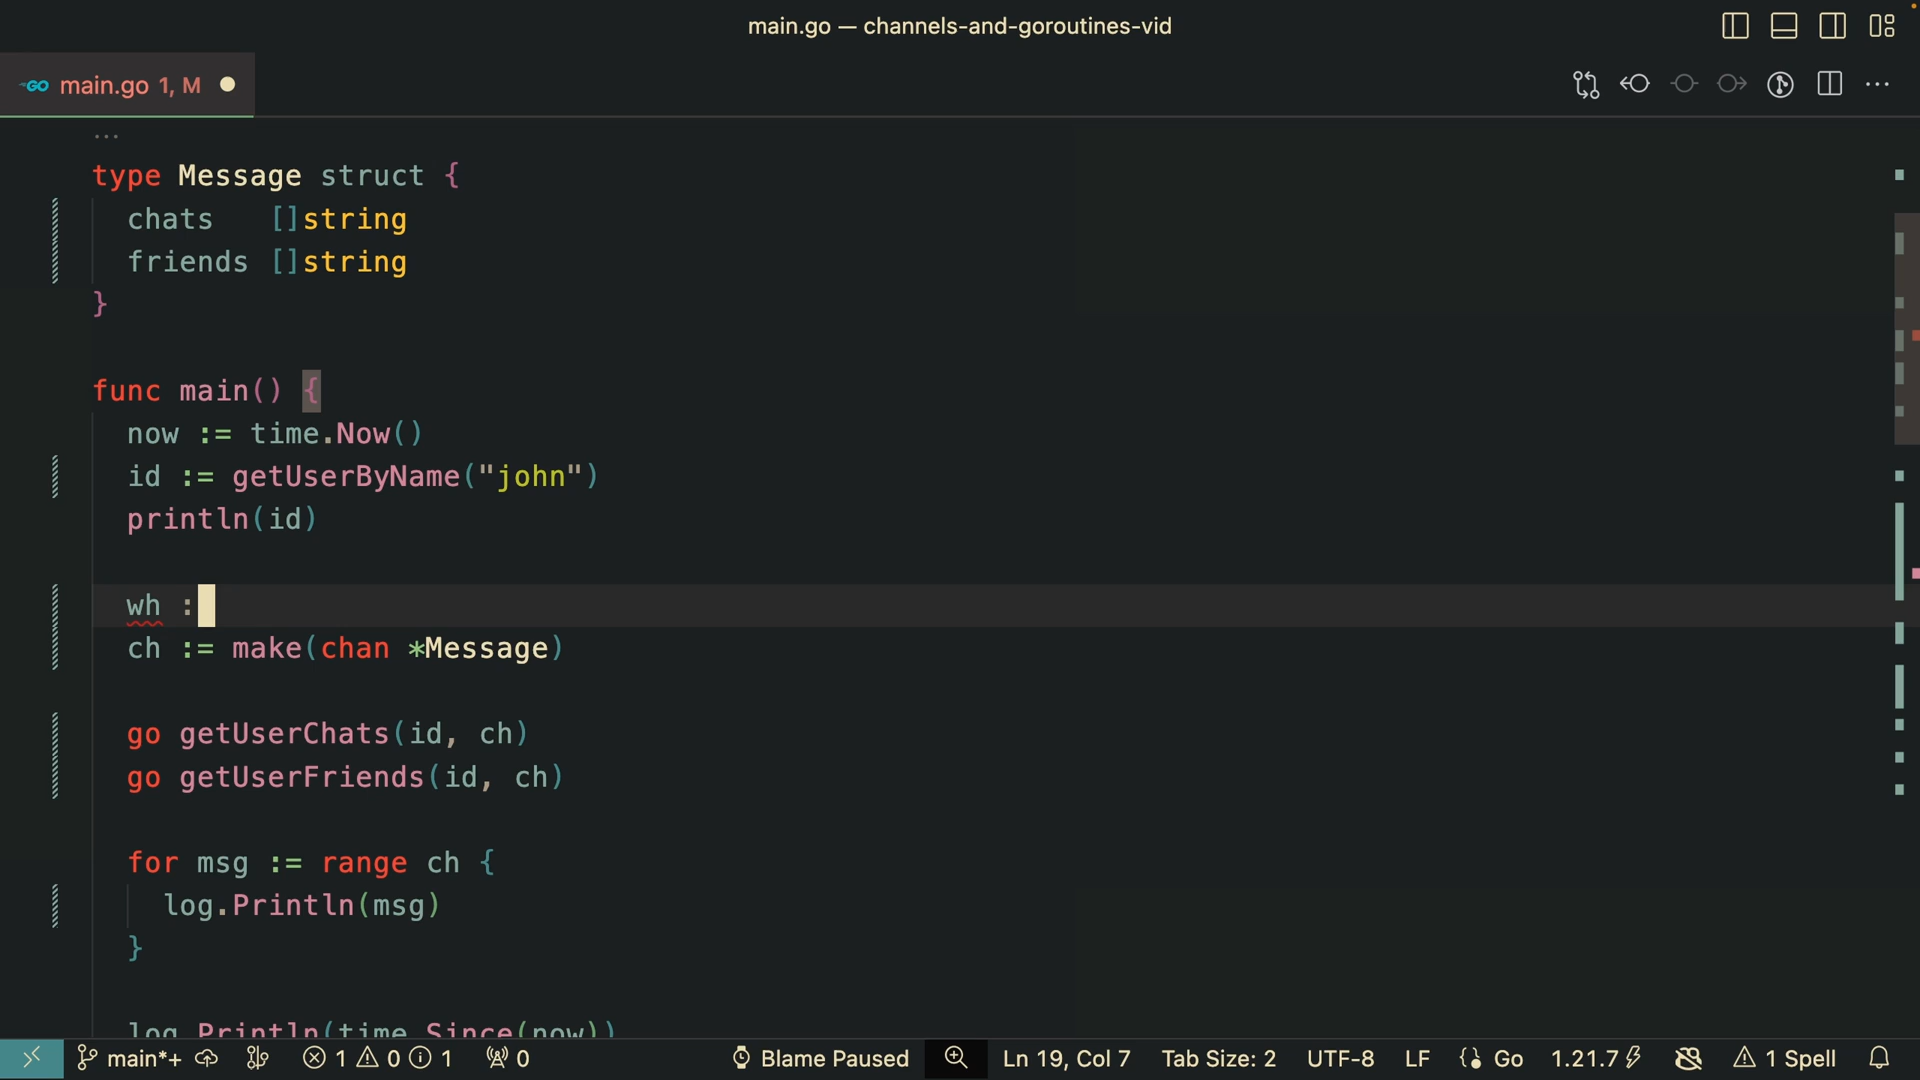 main.go — channels-and-goroutines-vid
GO main.go 1, M
...
type Message struct {
chats []string
friends []string
}
func main() {
now := time.Now()
id := getUserByName("john")
println(id)
wh :
ch := make(chan *Message)
go getUserChats(id, ch)
go getUserFriends(id, ch)
for msg := range ch {
log.Println(msg)
}
log.Println(time.Since(now))
main*+ 1 0 1 0 Blame Paused Ln 19, Col 7 Tab Size: 2 UTF-8 LF Go 1.21.7 1 Spell